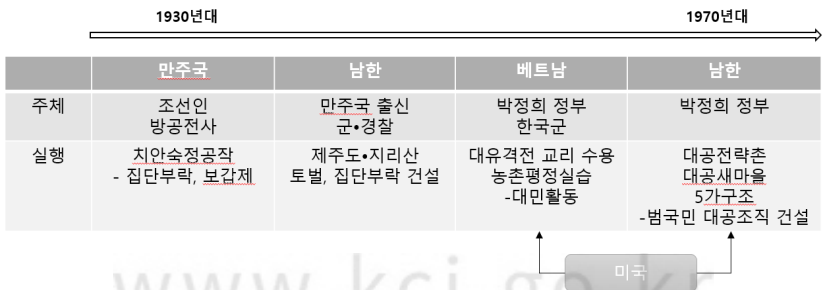 1930년대 1970년대
만주국 남한 베트남 남한
주체 조선인 만주국 출신 박정희 정부 박정희 정부
방공전사 군•경찰 한국군
실행 치안숙정공작 제주도•지리산 대유격전 교리 수용 대공전략촌
- 집단부락, 보갑제 토벌, 집단부락 건설 농촌평정실습 대공새마을
-대민활동 5가구조
-범국민 대공조직 건설
미국
www.kci.go.kr